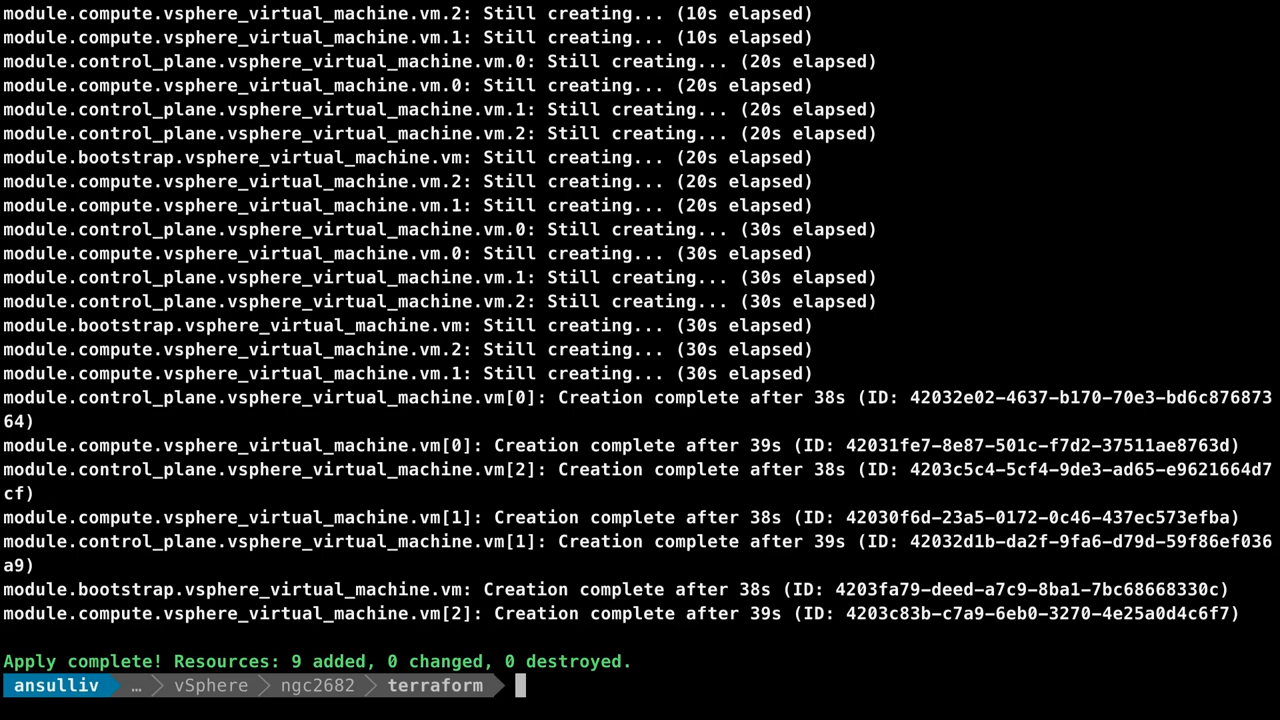 module.compute.vsphere_virtual_machine.vm.2: Still creating... (10s elapsed)
module.compute.vsphere_virtual_machine.vm.1: Still creating... (10s elapsed)
module.control_plane.vsphere_virtual_machine.vm.0: Still creating... (20s elapsed)
module.compute.vsphere_virtual_machine.vm.0: Still creating... (20s elapsed)
module.control_plane.vsphere_virtual_machine.vm.1: Still creating... (20s elapsed)
module.control_plane.vsphere_virtual_machine.vm.2: Still creating... (20s elapsed)
module.bootstrap.vsphere_virtual_machine.vm: Still creating... (20s elapsed)
module.compute.vsphere_virtual_machine.vm.2: Still creating... (20s elapsed)
module.compute.vsphere_virtual_machine.vm.1: Still creating... (20s elapsed)
module.control_plane.vsphere_virtual_machine.vm.0: Still creating... (30s elapsed)
module.compute.vsphere_virtual_machine.vm.0: Still creating... (30s elapsed)
module.control_plane.vsphere_virtual_machine.vm.1: Still creating... (30s elapsed)
module.control_plane.vsphere_virtual_machine.vm.2: Still creating... (30s elapsed)
module.bootstrap.vsphere_virtual_machine.vm: Still creating... (30s elapsed)
module.compute.vsphere_virtual_machine.vm.2: Still creating... (30s elapsed)
module.compute.vsphere_virtual_machine.vm.1: Still creating... (30s elapsed)
module.control_plane.vsphere_virtual_machine.vm[0]: Creation complete after 38s (ID: 42032e02-4637-b170-70e3-bd6c876873
64)
module.compute.vsphere_virtual_machine.vm[0]: Creation complete after 39s (ID: 42031fe7-8e87-501c-f7d2-37511ae8763d)
module.control_plane.vsphere_virtual_machine.vm[2]: Creation complete after 38s (ID: 4203c5c4-5cf4-9de3-ad65-e9621664d7
cf)
module.compute.vsphere_virtual_machine.vm[1]: Creation complete after 38s (ID: 42030f6d-23a5-0172-0c46-437ec573efba)
module.control_plane.vsphere_virtual_machine.vm[1]: Creation complete after 39s (ID: 42032d1b-da2f-9fa6-d79d-59f86ef036
a9)
module.bootstrap.vsphere_virtual_machine.vm: Creation complete after 38s (ID: 4203fa79-deed-a7c9-8ba1-7bc68668330c)
module.compute.vsphere_virtual_machine.vm[2]: Creation complete after 39s (ID: 4203c83b-c7a9-6eb0-3270-4e25a0d4c6f7)
Apply complete! Resources: 9 added, 0 changed, 0 destroyed.
ansulliv … vSphere ngc2682 terraform